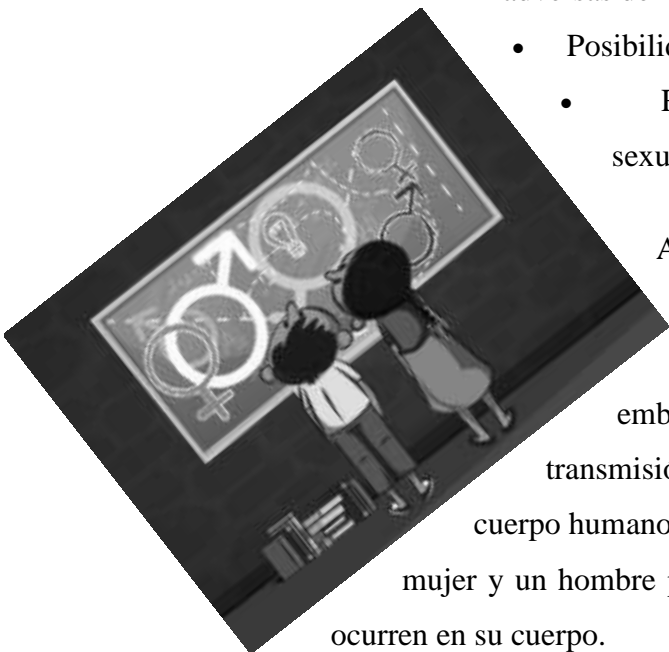 • Posibilid
•
sexu
A
emb
transmisió
cuerpo humano
mujer y un hombre p
ocurren en su cuerpo.